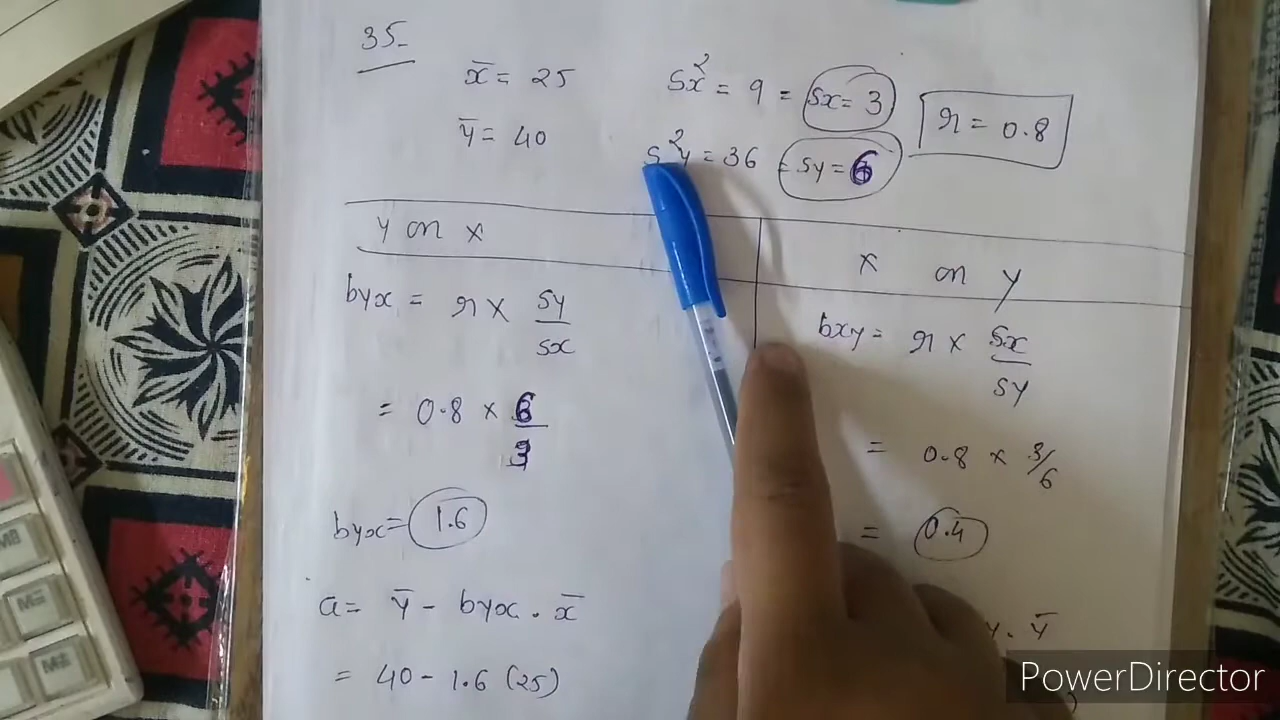 35-
x̄ = 25
Sx² = 9 = Sx = 3
r = 0.8
ȳ = 40
S²y = 36 - Sy = 6
y on x
byx = r × Sy/Sx
= 0.8 × 6/3
byx = 1.6
a = ȳ - byx . x̄
= 40 - 1.6 (25)
x on y
bxy = r × Sx/Sy
= 0.8 × 3/6
= 0.4
y . ȳ
)
PowerDirector